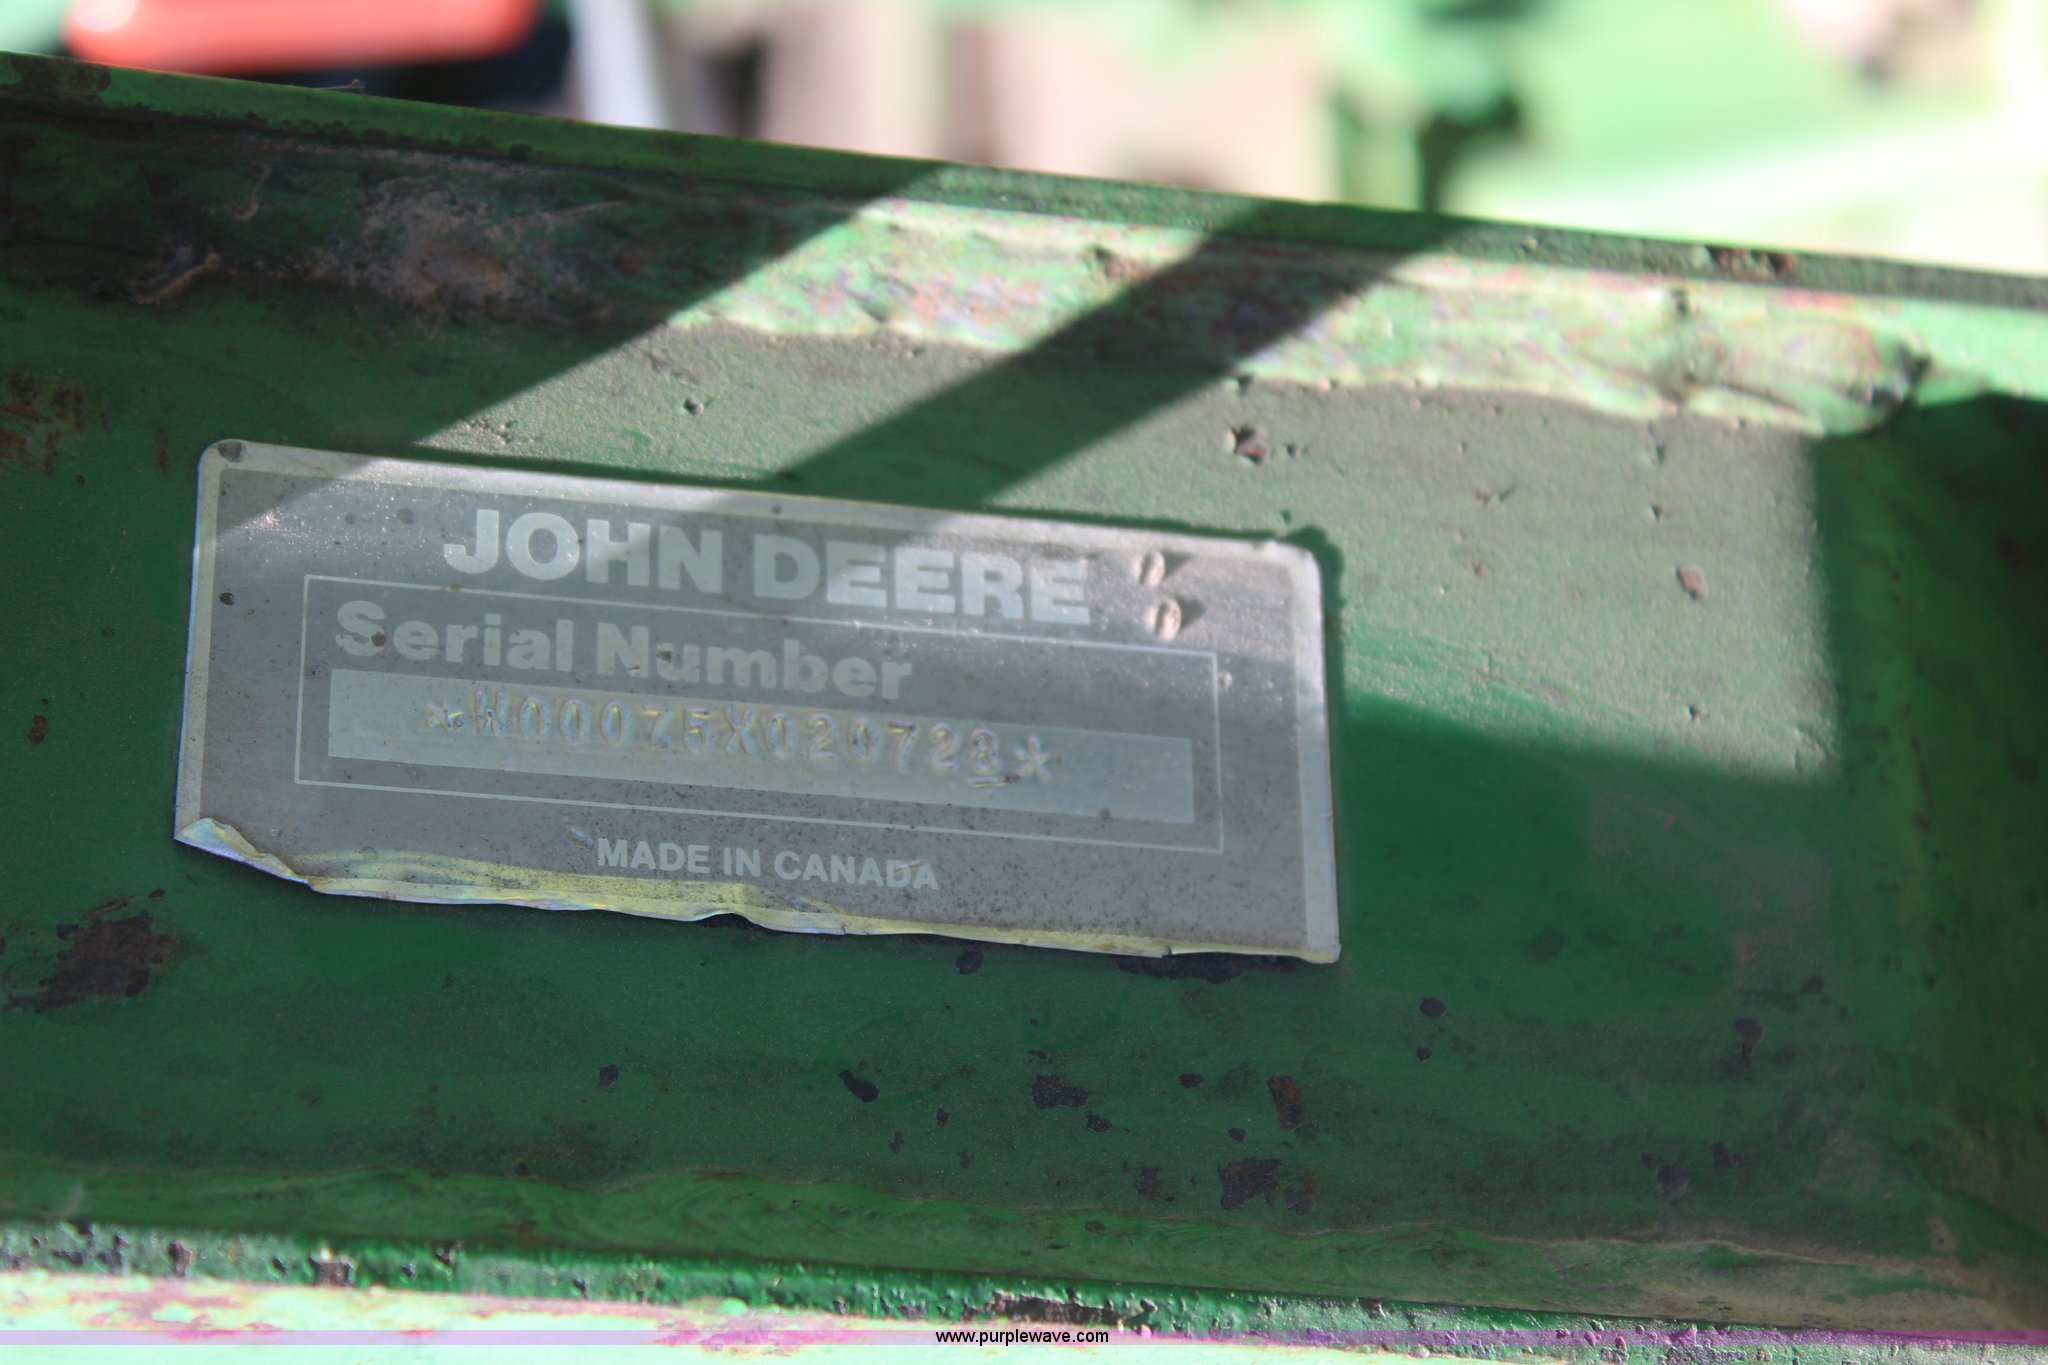 JOHN DEERE
Serial Number
*W00075X020728*
MADE IN CANADA
www.purplewave.com